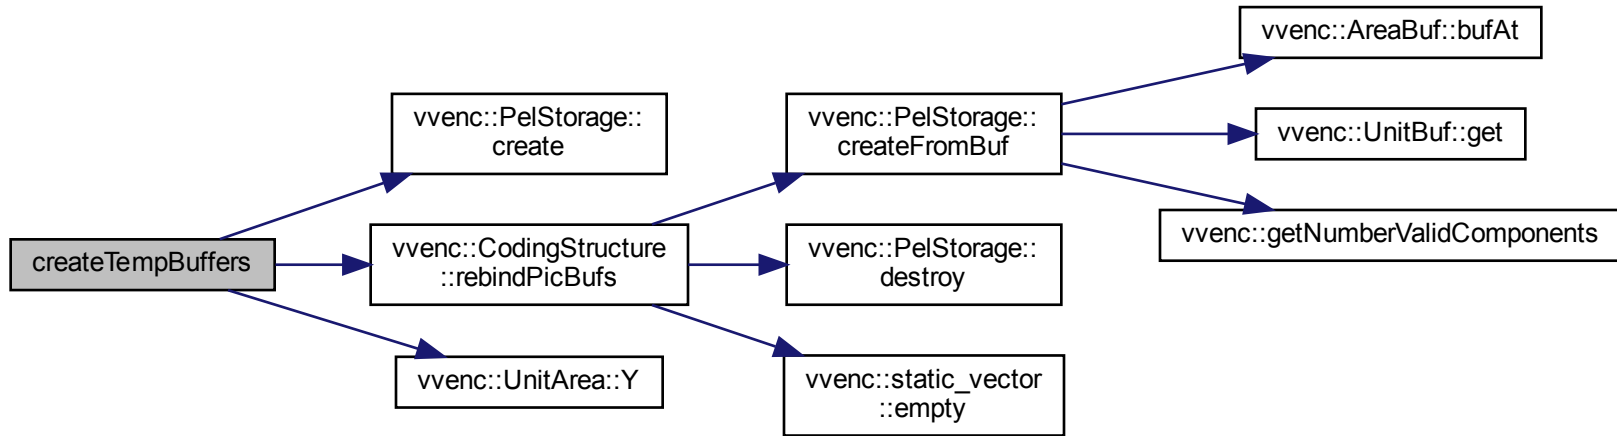 createTempBuffers
vvenc::PelStorage::
create
vvenc::CodingStructure
::rebindPicBufs
vvenc::UnitArea::Y
vvenc::PelStorage::
createFromBuf
vvenc::PelStorage::
destroy
vvenc::static_vector
::empty
vvenc::AreaBuf::bufAt
vvenc::UnitBuf::get
vvenc::getNumberValidComponents